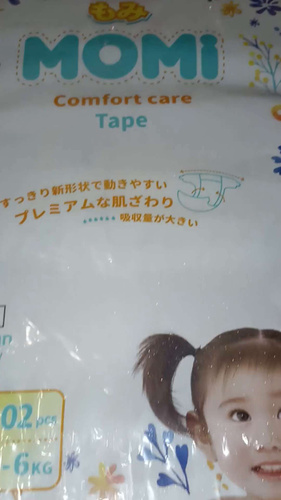 もみ
MOMi
Comfort care
Tape
すっきり新形状で動きやすい
プレミアムな肌ざわり
吸収量が大きい
02 pcs
-6KG